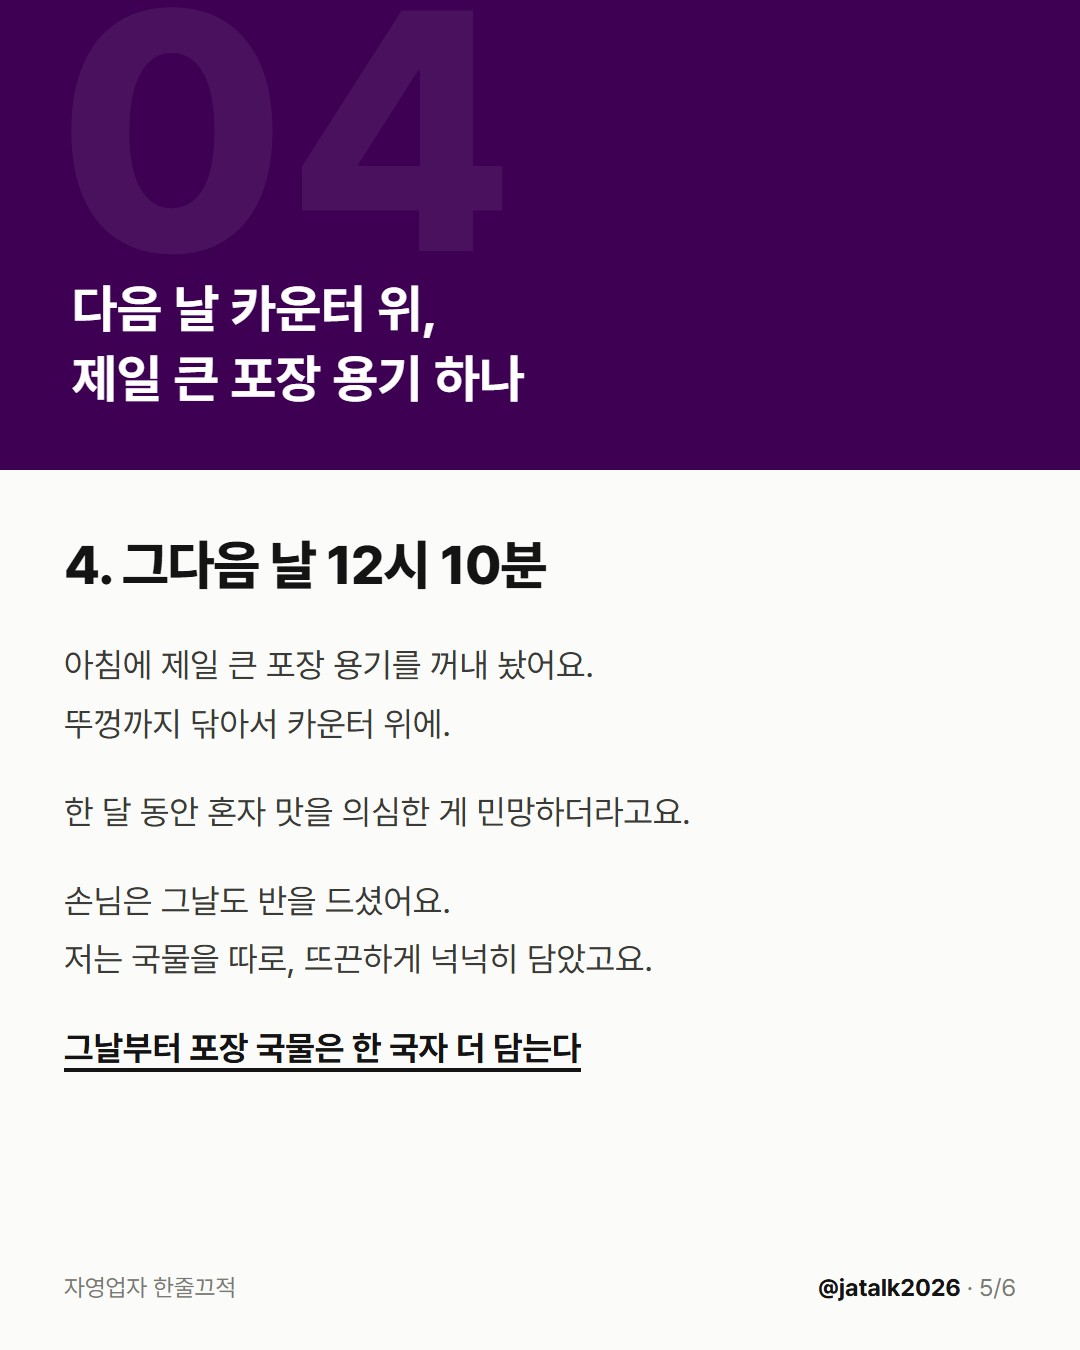 04
다음 날 카운터 위,
제일 큰 포장 용기 하나
4. 그다음 날 12시 10분
아침에 제일 큰 포장 용기를 꺼내 놨어요.
뚜껑까지 닦아서 카운터 위에.
한 달 동안 혼자 맛을 의심한 게 민망하더라고요.
손님은 그날도 반을 드셨어요.
저는 국물을 따로, 뜨끈하게 넉넉히 담았고요.
그날부터 포장 국물은 한 국자 더 담는다
자영업자 한줄끄적
@jatalk2026 · 5/6